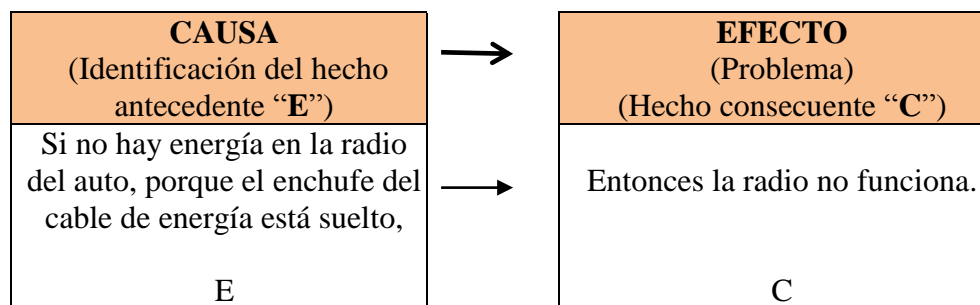 CAUSA
(Identificación del hecho
antecedente “E”)
Si no hay energía en la radio
del auto, porque el enchufe del
cable de energía está suelto,
E
EFECTO
(Problema)
(Hecho consecuente “C”)
Entonces la radio no funciona.
C